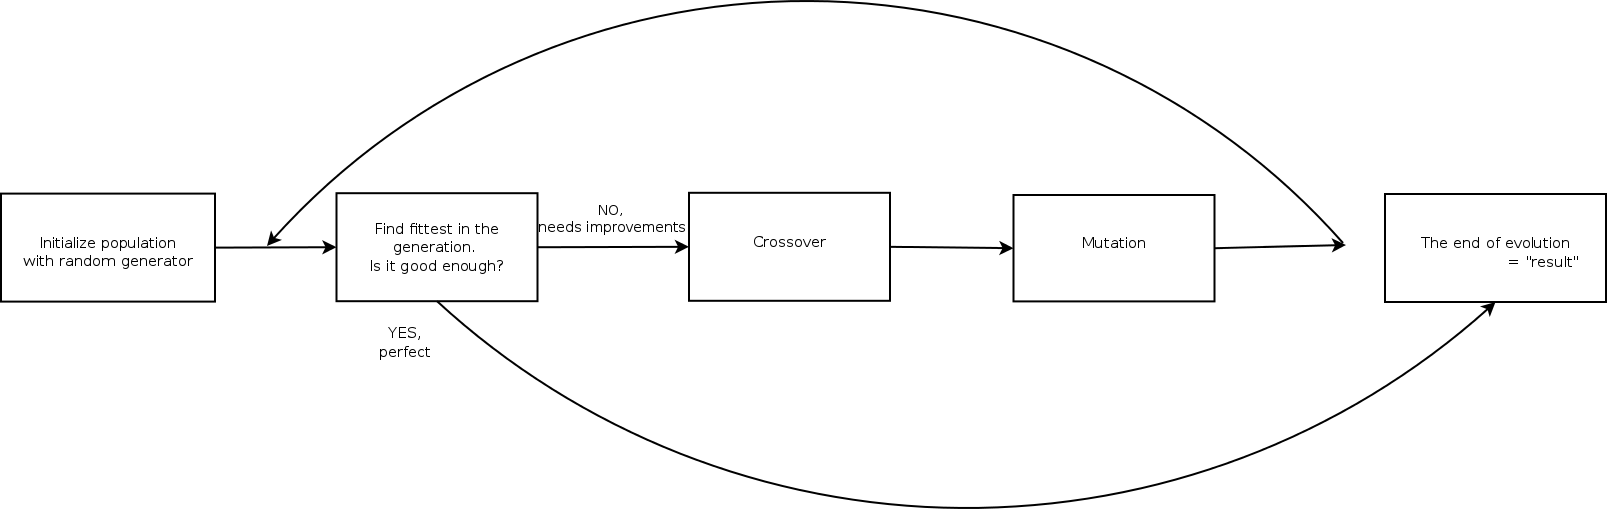 Initialize population
with random generator
Find fittest in the
generation.
Is it good enough?
NO,
needs improvements
YES,
perfect
Crossover
Mutation
The end of evolution
= "result"